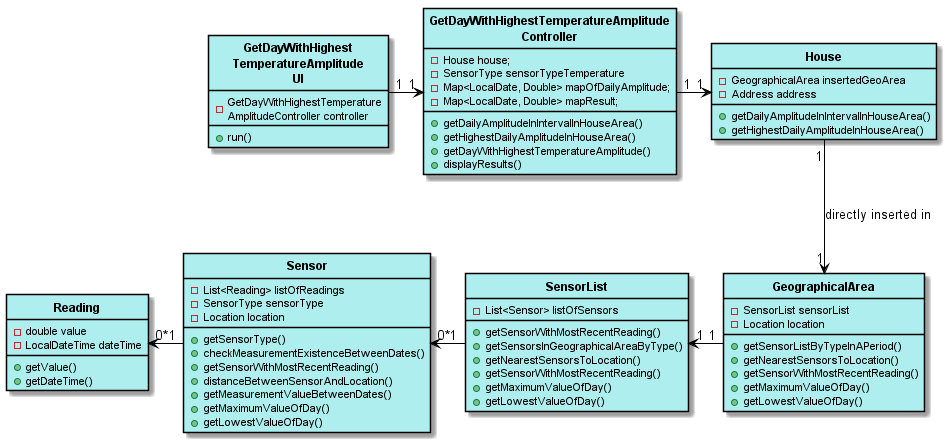 GetDayWithHighest
TemperatureAmplitude
UI
GetDayWithHighestTemperature
AmplitudeController controller
run()
1 1
GetDayWithHighestTemperatureAmplitude
Controller
House house;
SensorType sensorTypeTemperature
Map<LocalDate, Double> mapOfDailyAmplitude;
Map<LocalDate, Double> mapResult;
getDailyAmplitudeInIntervalInHouseArea()
getHighestDailyAmplitudeInHouseArea()
getDayWithHighestTemperatureAmplitude()
displayResults()
1 1
House
GeographicalArea insertedGeoArea
Address address
getDailyAmplitudeInIntervalInHouseArea()
getHighestDailyAmplitudeInHouseArea()
1
directly inserted in
1
Reading
double value
LocalDateTime dateTime
getValue()
getDateTime()
0*1
Sensor
List<Reading> listOfReadings
SensorType sensorType
Location location
getSensorType()
checkMeasurementExistenceBetweenDates()
getSensorWithMostRecentReading()
distanceBetweenSensorAndLocation()
getMeasurementValueBetweenDates()
getMaximumValueOfDay()
getLowestValueOfDay()
0*1
SensorList
List<Sensor> listOfSensors
getSensorWithMostRecentReading()
getSensorsInGeographicalAreaByType()
getNearestSensorsToLocation()
getSensorWithMostRecentReading()
getMaximumValueOfDay()
getLowestValueOfDay()
1 1
GeographicalArea
SensorList sensorList
Location location
getSensorListByTypeInAPeriod()
getNearestSensorsToLocation()
getSensorWithMostRecentReading()
getMaximumValueOfDay()
getLowestValueOfDay()